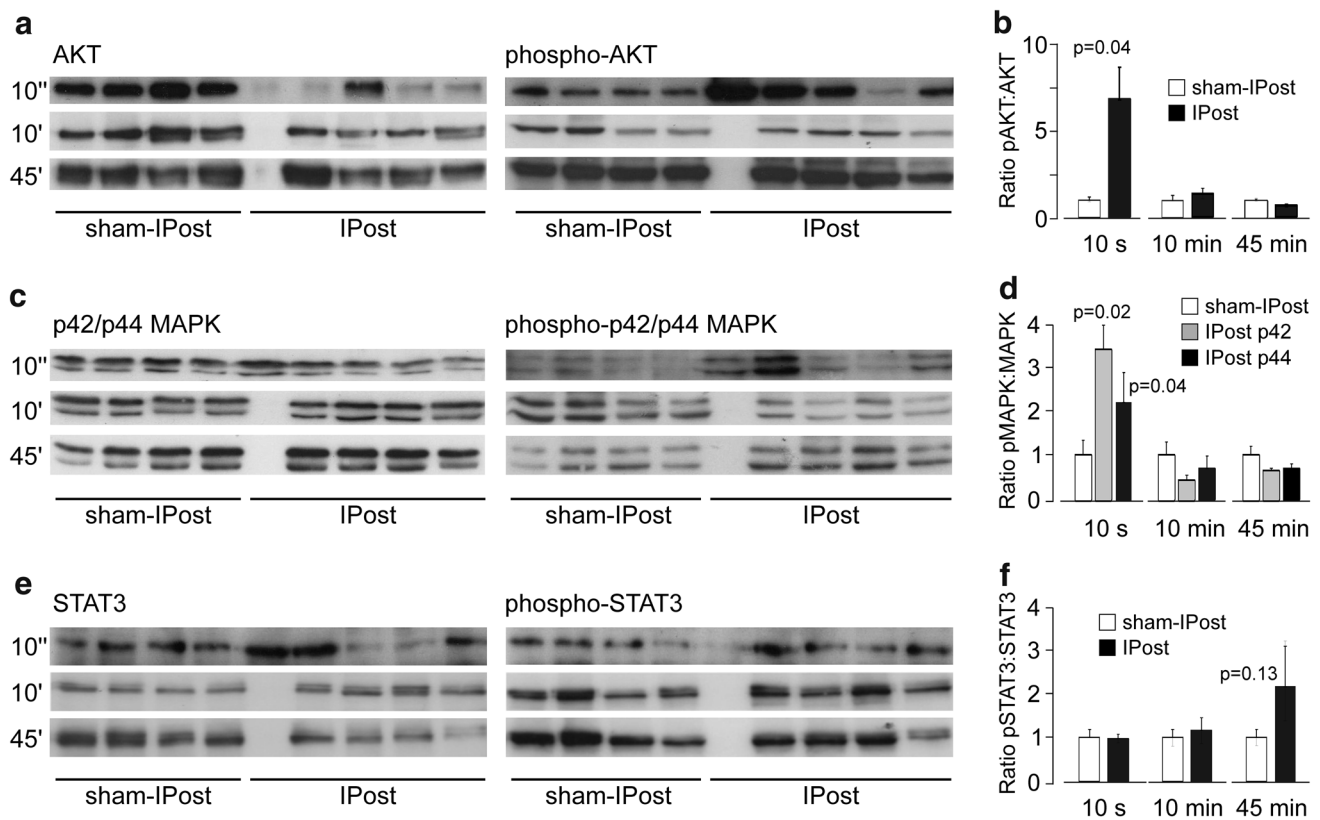 a
AKT
phospho-AKT
10"
10'
45'
sham-IPost
IPost
sham-IPost
IPost
b
Ratio pAKT:AKT
10
5
0
p=0.04
sham-IPost
IPost
10 s
10 min
45 min
c
p42/p44 MAPK
phospho-p42/p44 MAPK
10"
10'
45'
sham-IPost
IPost
sham-IPost
IPost
d
Ratio pMAPK:MAPK
4
3
2
1
0
p=0.02
p=0.04
sham-IPost
IPost p42
IPost p44
10 s
10 min
45 min
e
STAT3
phospho-STAT3
10"
10'
45'
sham-IPost
IPost
sham-IPost
IPost
f
Ratio pSTAT3:STAT3
4
3
2
1
0
sham-IPost
IPost
p=0.13
10 s
10 min
45 min